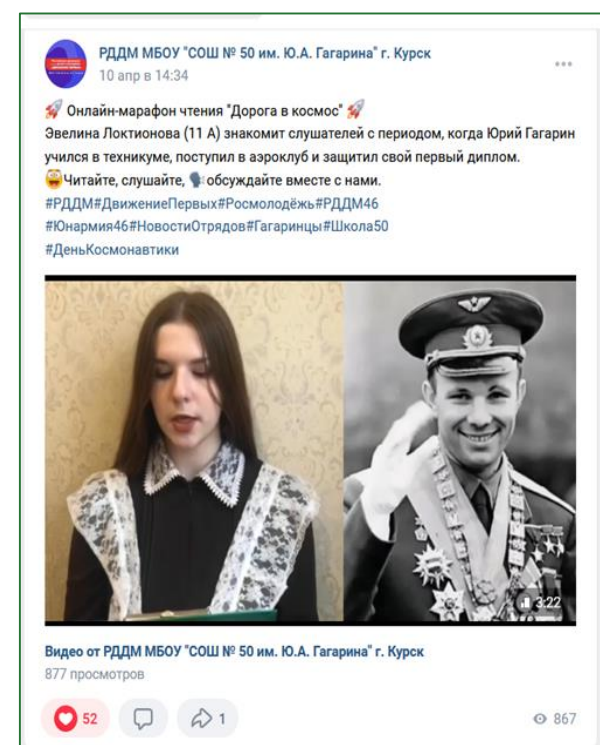 РДДМ МБОУ "СОШ № 50 им. Ю.А. Гагарина" г. Курск
10 апр в 14:34
🚀 Онлайн-марафон чтения "Дорога в космос" 🚀
Эвелина Локтионова (11 А) знакомит слушателей с периодом, когда Юрий Гагарин
учился в техникуме, поступил в аэроклуб и защитил свой первый диплом.
🤯Читайте, слушайте, 🗣обсуждайте вместе с нами.
#РДДМ#ДвижениеПервых#Росмолодёжь#РДДМ46
#Юнармия46#НовостиОтрядов#Гагаринцы#Школа50
#ДеньКосмонавтики
3:22
Видео от РДДМ МБОУ "СОШ № 50 им. Ю.А. Гагарина" г. Курск
877 просмотров
52 1 867